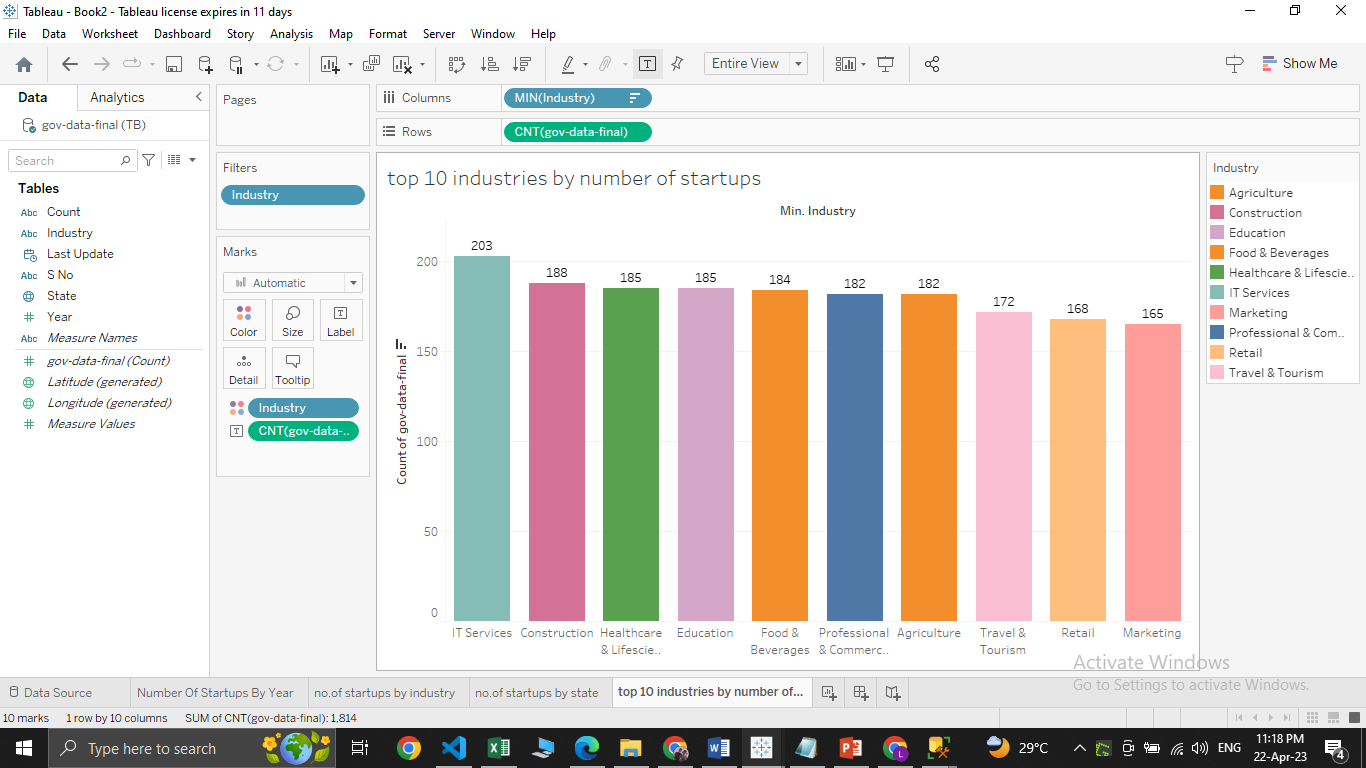 Tableau - Book2 - Tableau license expires in 11 days
File Data Worksheet Dashboard Story Analysis Map Format Server Window Help
Entire View
Show Me
Data Analytics
gov-data-final (TB)
Search
Tables
Abc Count
Abc Industry
Last Update
Abc S No
State
Year
Abc Measure Names
gov-data-final (Count)
Latitude (generated)
Longitude (generated)
Measure Values
Pages
Filters
Industry
Marks
Automatic
Color Size Label
Detail Tooltip
Industry
CNT(gov-data-..
Columns MIN(Industry)
Rows CNT(gov-data-final)
top 10 industries by number of startups
Min. Industry
Count of gov-data-final
200
150
100
50
0
203 188 185 185 184 182 182 172 168 165
IT Services Construction Healthcare Education Food & Professional Agriculture Travel & Retail Marketing
& Lifescie.. Beverages & Commerc.. Tourism
Industry
Agriculture
Construction
Education
Food & Beverages
Healthcare & Lifescie..
IT Services
Marketing
Professional & Com..
Retail
Travel & Tourism
Activate Windows
Go to Settings to activate Windows.
Data Source Number Of Startups By Year no.of startups by industry no.of startups by state top 10 industries by number of...
10 marks 1 row by 10 columns SUM of CNT(gov-data-final): 1,814
Type here to search
29°C
ENG
11:18 PM
22-Apr-23
4